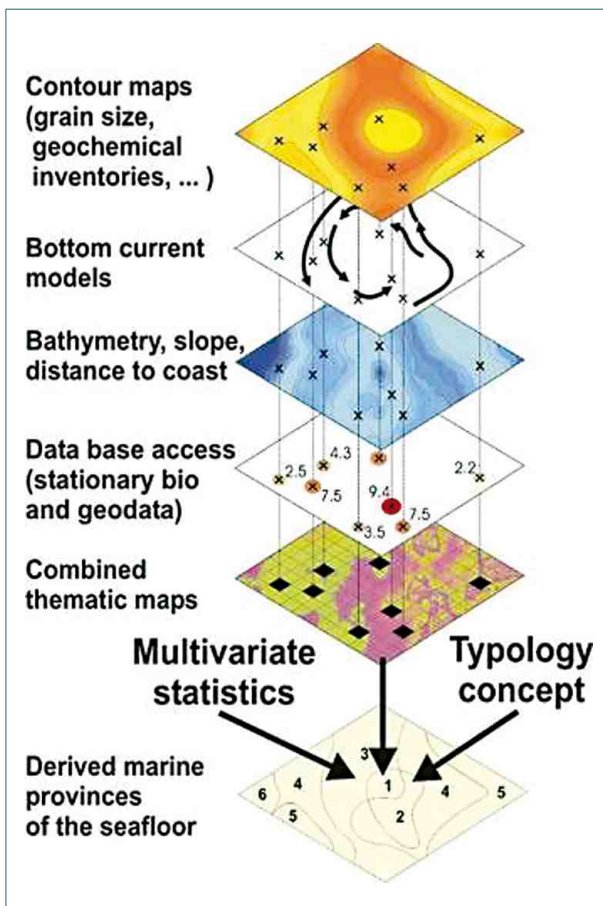 Contour maps
(grain size,
geochemical
inventories, ... )
Bottom current
models
Bathymetry, slope,
distance to coast
Data base access
(stationary bio
and geodata)
4.3
2.5
7.5
9.4
2.2
3.5
7.5
Combined
thematic maps
Multivariate
statistics
Typology
concept
Derived marine
provinces
of the seafloor
3
1
4
4
6
5
5
2